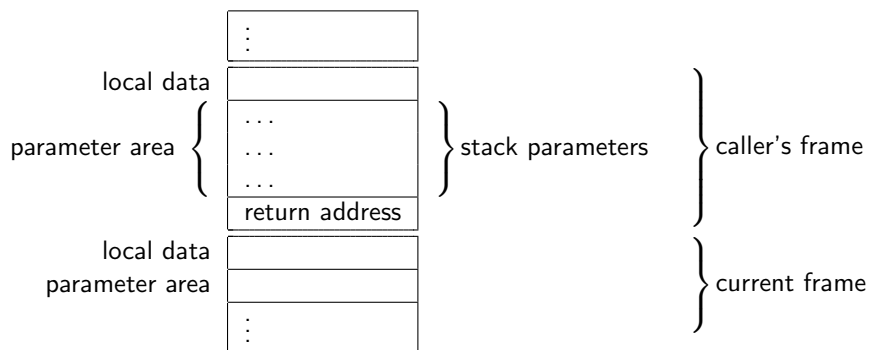 ⋮
local data
...
parameter area ... stack parameters caller's frame
...
return address
local data
parameter area current frame
⋮